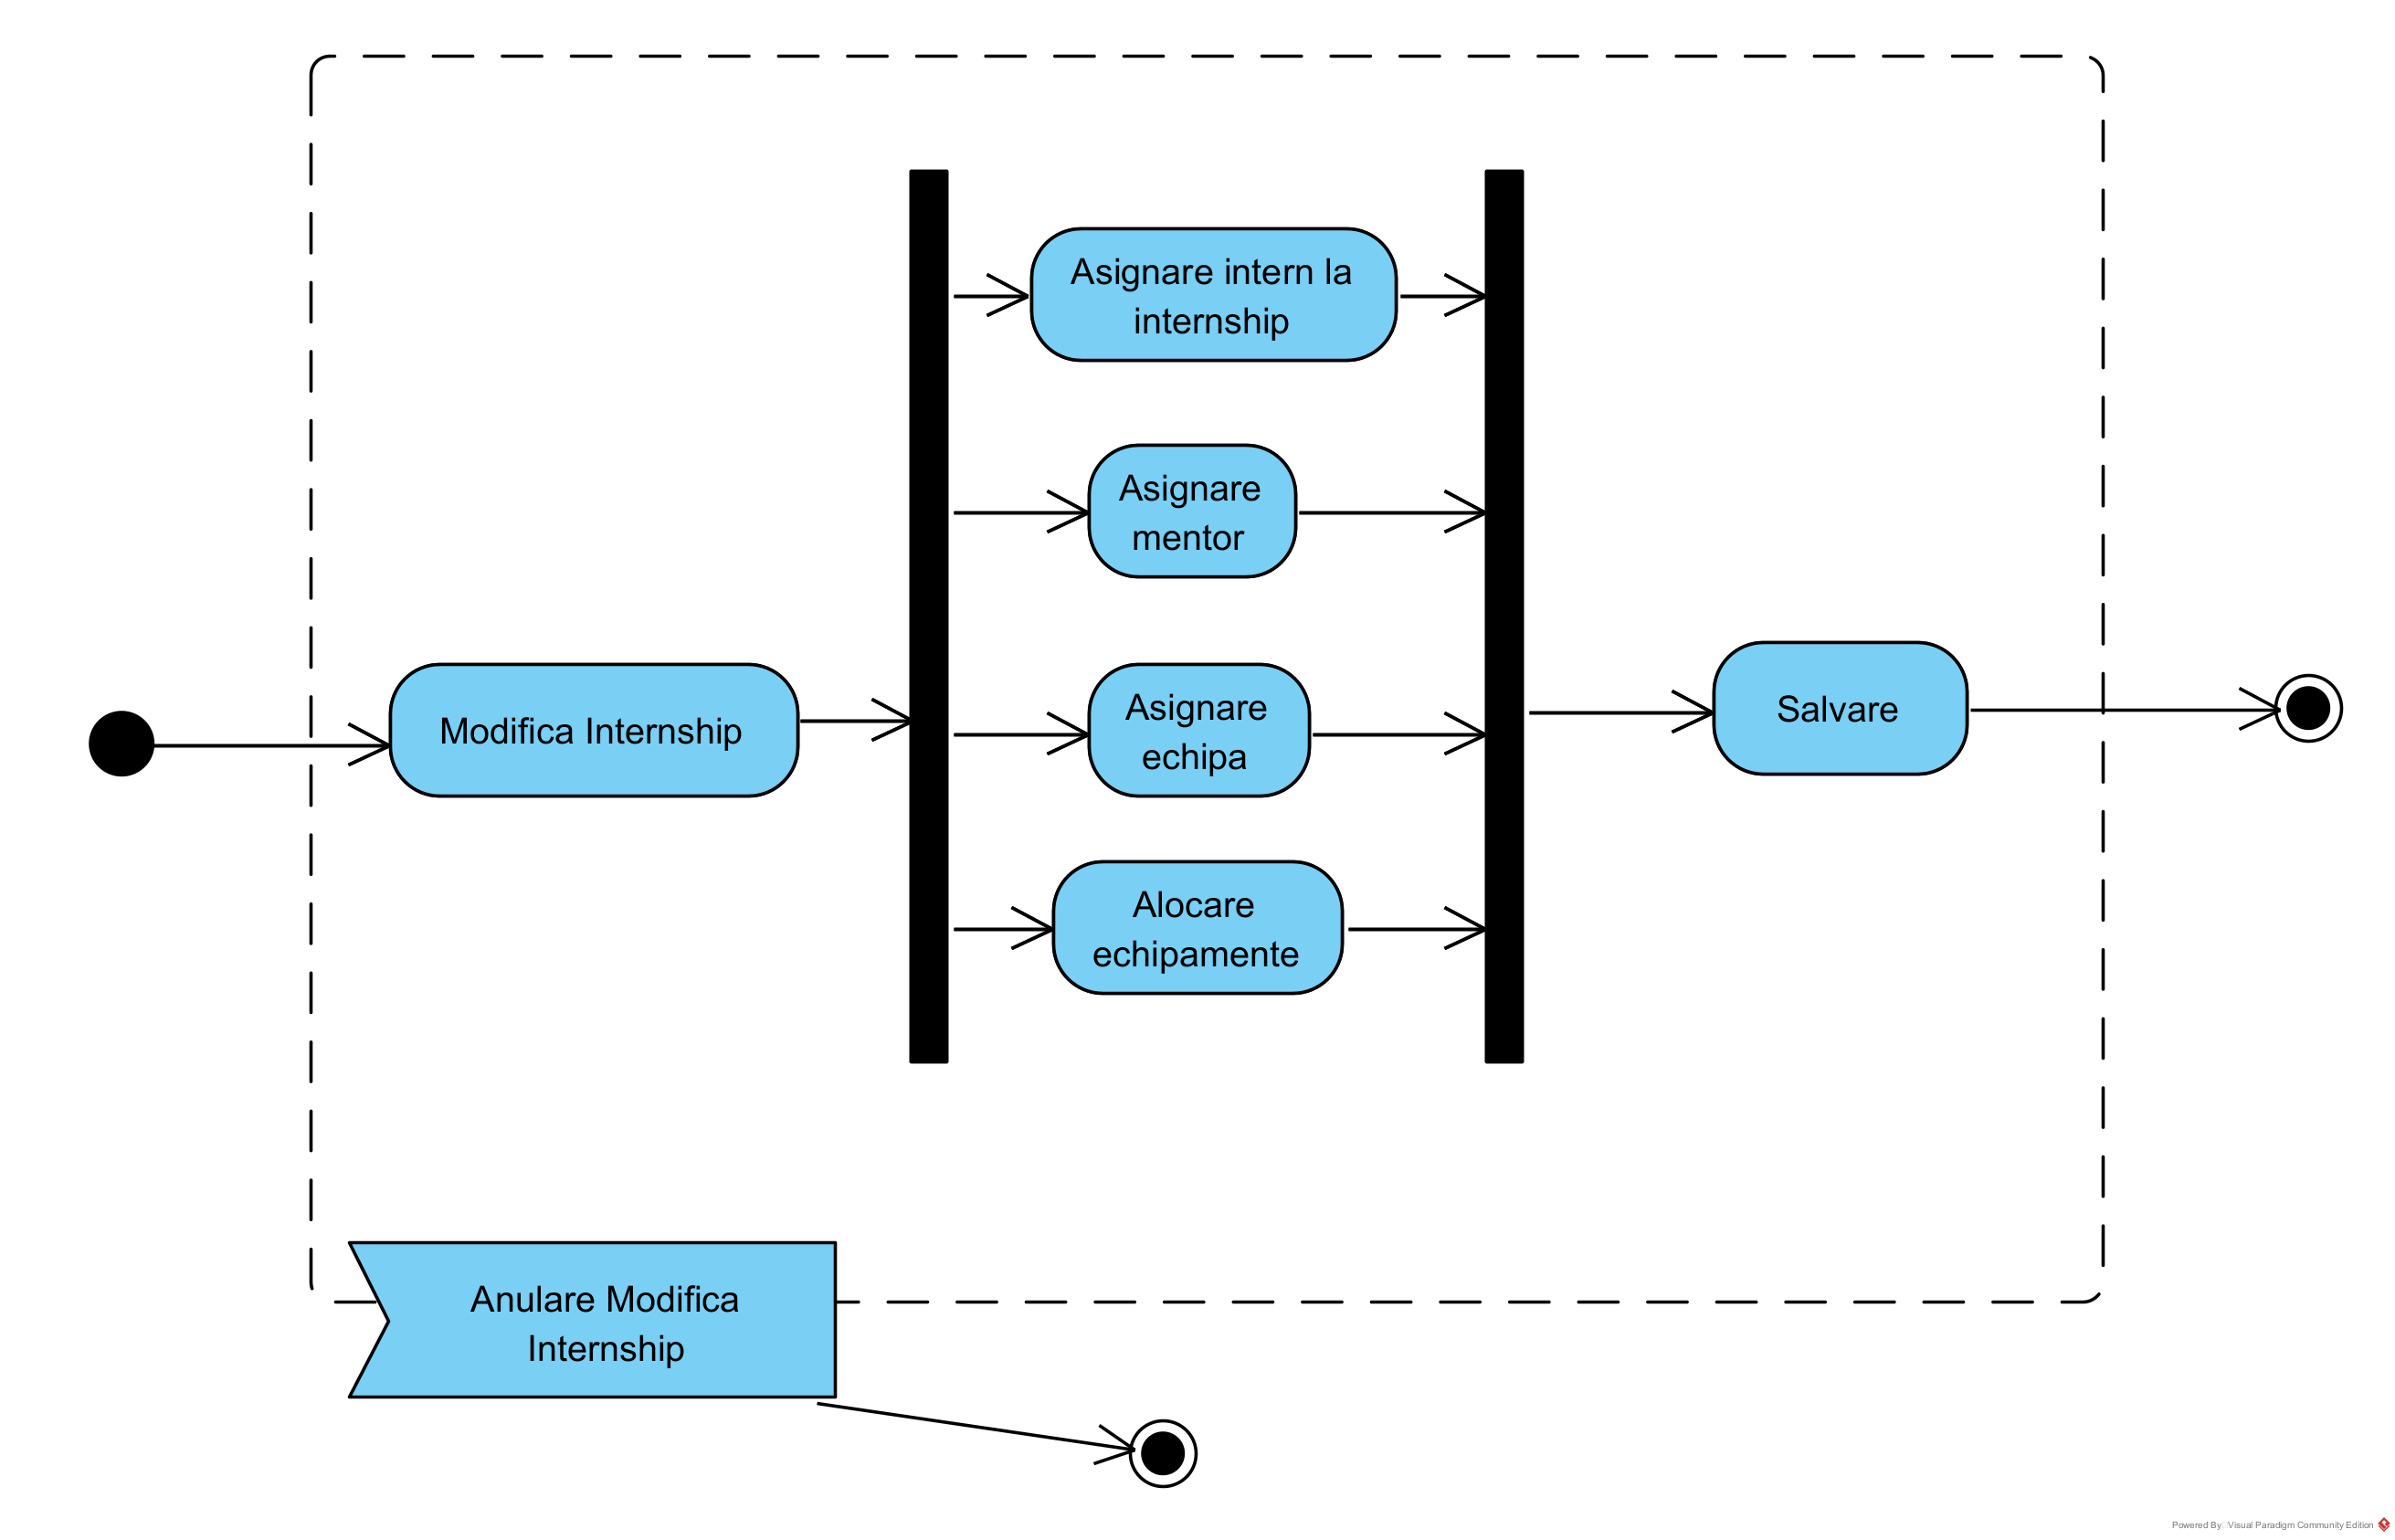 Asignare intern la
internship
Asignare
mentor
Modifica Internship
Asignare
echipa
Salvare
Alocare
echipamente
Anulare Modifica
Internship
Powered By Visual Paradigm Community Edition